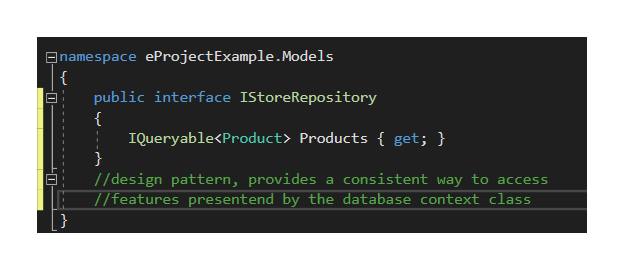 namespace eProjectExample.Models
{
public interface IStoreRepository
{
IQueryable<Product> Products { get; }
}
//design pattern, provides a consistent way to access
//features presentend by the database context class
}